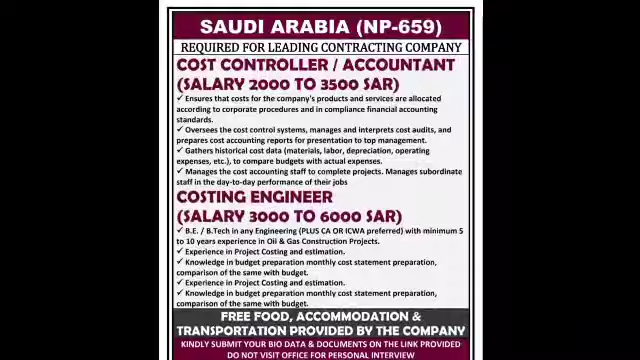 SAUDI ARABIA (NP-659)
REQUIRED FOR LEADING CONTRACTING COMPANY
COST CONTROLLER / ACCOUNTANT
(SALARY 2000 TO 3500 SAR)
✓ Ensures that costs for the company's products and services are allocated
according to corporate procedures and in compliance financial accounting
standards.
✓ Oversees the cost control systems, manages and interprets cost audits, and
prepares cost accounting reports for presentation to top management.
✓ Gathers historical cost data (materials, labor, depreciation, operating
expenses, etc.), to compare budgets with actual expenses.
✓ Manages the cost accounting staff to complete projects. Manages subordinate
staff in the day-to-day performance of their jobs
COSTING ENGINEER
(SALARY 3000 TO 6000 SAR)
✓ B.E. / B.Tech in any Engineering (PLUS CA OR ICWA preferred) with minimum 5
to 10 years experience in Oil & Gas Construction Projects.
✓ Experience in Project Costing and estimation.
✓ Knowledge in budget preparation monthly cost statement preparation,
comparison of the same with budget.
✓ Experience in Project Costing and estimation.
✓ Knowledge in budget preparation monthly cost statement preparation,
comparison of the same with budget.
FREE FOOD, ACCOMMODATION &
TRANSPORTATION PROVIDED BY THE COMPANY
KINDLY SUBMIT YOUR BIO DATA & DOCUMENTS ON THE LINK PROVIDED
DO NOT VISIT OFFICE FOR PERSONAL INTERVIEW